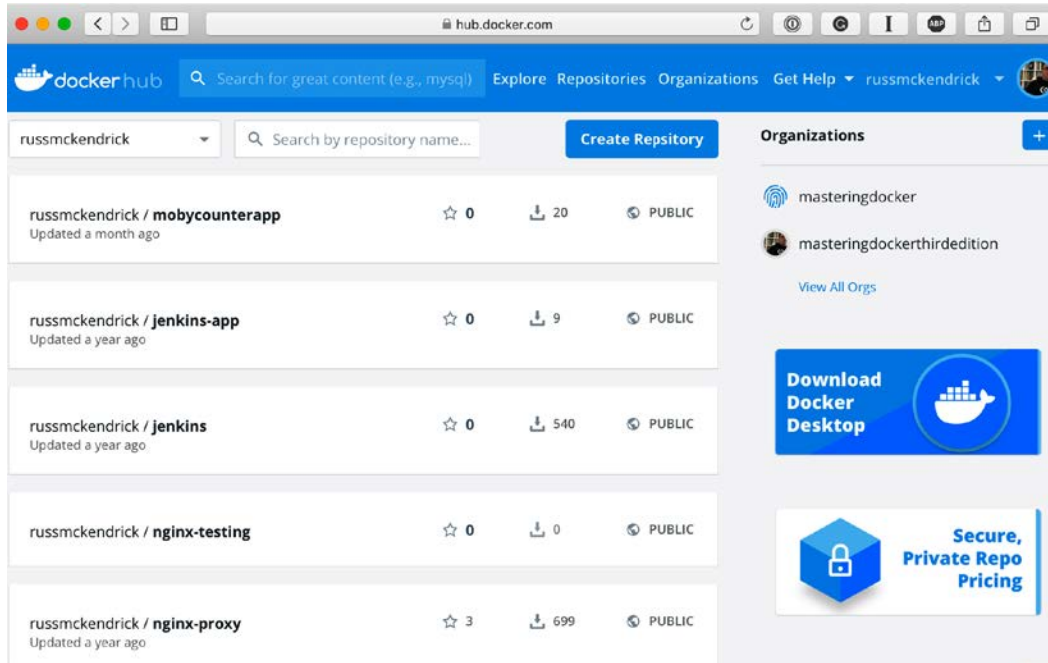 hub.docker.com
ABP
dockerhub Search for great content (e.g., mysql) Explore Repositories Organizations Get Help russmckendrick
russmckendrick Search by repository name... Create Repsitory
russmckendrick / mobycounterapp 0 20 PUBLIC
Updated a month ago
russmckendrick / jenkins-app 0 9 PUBLIC
Updated a year ago
russmckendrick / jenkins 0 540 PUBLIC
Updated a year ago
russmckendrick / nginx-testing 0 0 PUBLIC
russmckendrick / nginx-proxy 3 699 PUBLIC
Updated a year ago
Organizations +
masteringdocker
masteringdockerthirdedition
View All Orgs
Download
Docker
Desktop
Secure,
Private Repo
Pricing